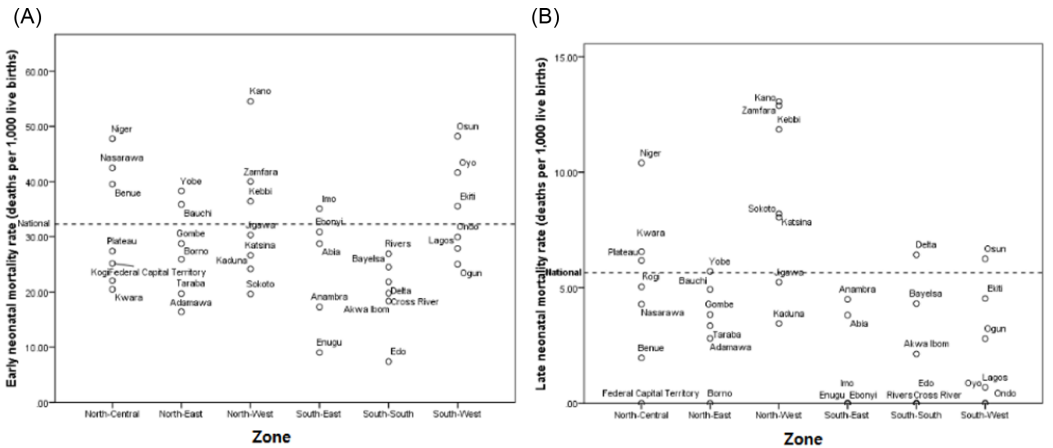 (A)
(B)
Early neonatal mortality rate (deaths per 1,000 live births)
60.00
50.00
40.00
30.00
20.00
10.00
.00
National
Niger
Nasarawa
Benue
Plateau
KogiFederal Capital Territory
Kwara
Yobe
Bauchi
Gombe
Borno
Taraba
Adamawa
Kano
Zamfara
Kebbi
Jigawa
Katsina
Kaduna
Sokoto
Imo
Ebonyi
Abia
Anambra
Enugu
Rivers
Bayelsa
Delta
Cross River
Akwa Ibom
Edo
Osun
Oyo
Ekiti
Ondo
Lagos
Ogun
North-Central North-East North-West South-East South-South South-West
Zone
Late neonatal mortality rate (deaths per 1,000 live births)
15.00
10.00
5.00
.00
National
Niger
Kwara
Plateau
Kogi
Nasarawa
Benue
Federal Capital Territory
Yobe
Bauchi
Gombe
Taraba
Adamawa
Borno
Kano
Zamfara
Kebbi
Sokoto
Katsina
Jigawa
Kaduna
Anambra
Abia
Imo
Enugu Ebonyi
Delta
Bayelsa
Akwa Ibom
Edo
Rivers Cross River
Osun
Ekiti
Ogun
Lagos
Oyo
Ondo
North-Central North-East North-West South-East South-South South-West
Zone